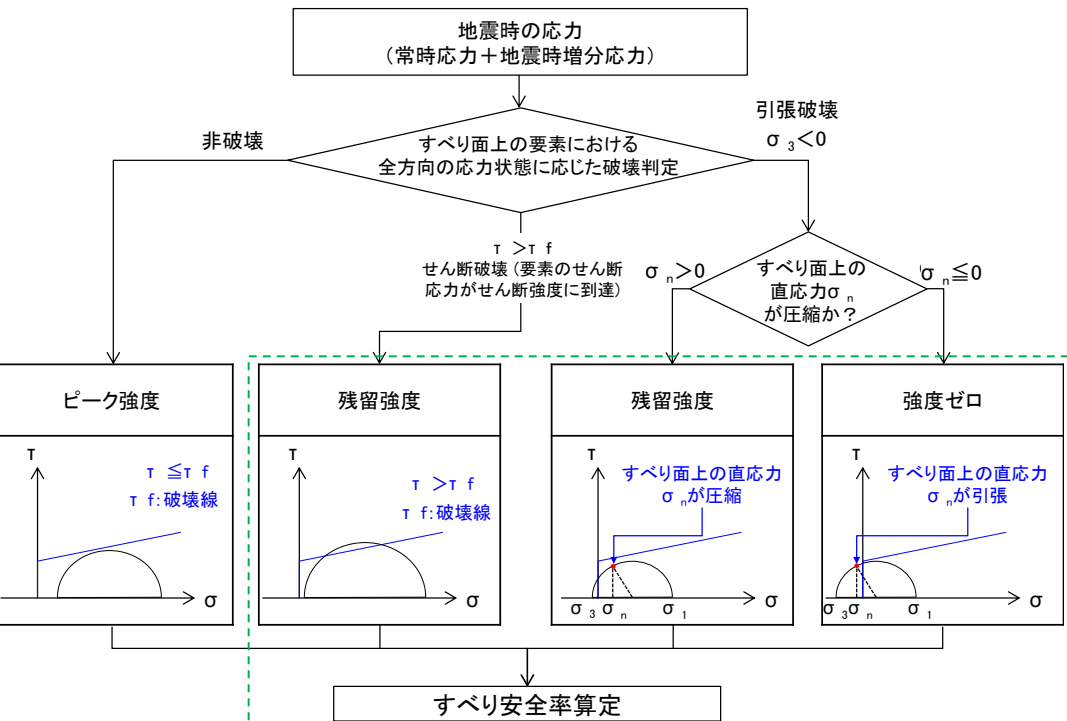 地震時の応力
（常時応力＋地震時増分応力）
引張破壊
σ3＜0
非破壊
すべり面上の要素における
全方向の応力状態に応じた破壊判定
τ ＞τ f
せん断破壊（要素のせん断
応力がせん断強度に到達）
σn＞0
すべり面上の
直応力σn
が圧縮か？
σn≦0
ピーク強度
残留強度
残留強度
強度ゼロ
τ
τ ≦τ f
τ f:破壊線
σ
τ
τ ＞τ f
τ f:破壊線
σ
τ
すべり面上の直応力
σnが圧縮
σ3 σn σ1
σ
τ
すべり面上の直応力
σnが引張
σ3 σn σ1
σ
すべり安全率算定